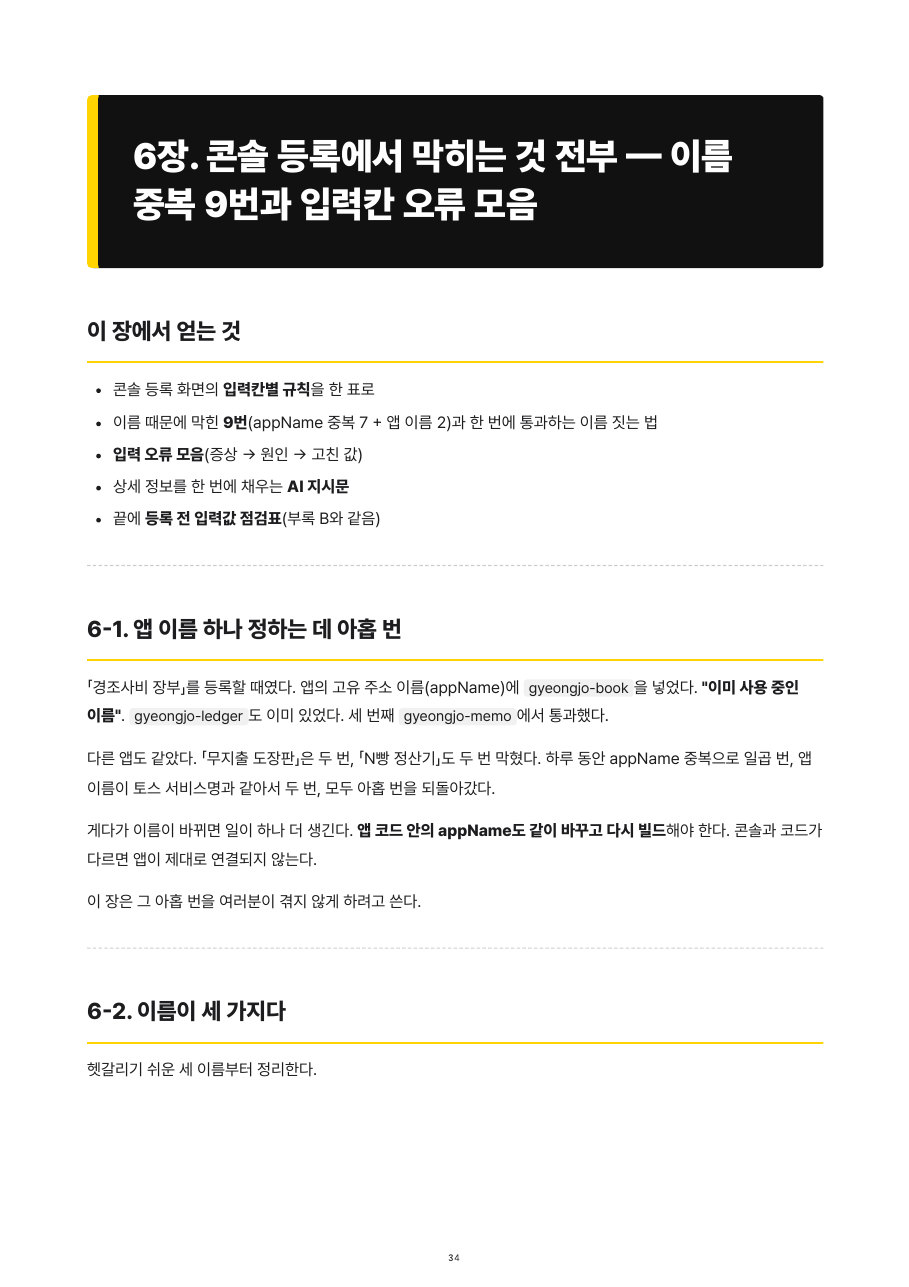 6장. 콘솔 등록에서 막히는 것 전부 — 이름
중복 9번과 입력칸 오류 모음
이 장에서 얻는 것
• 콘솔 등록 화면의 입력칸별 규칙을 한 표로
• 이름 때문에 막힌 9번(appName 중복 7 + 앱 이름 2)과 한 번에 통과하는 이름 짓는 법
• 입력 오류 모음(증상 → 원인 → 고친 값)
• 상세 정보를 한 번에 채우는 AI 지시문
• 끝에 등록 전 입력값 점검표(부록 B와 같음)
6-1. 앱 이름 하나 정하는 데 아홉 번
「경조사비 장부」를 등록할 때였다. 앱의 고유 주소 이름(appName)에 gyeongjo-book 을 넣었다. "이미 사용 중인
이름". gyeongjo-ledger 도 이미 있었다. 세 번째 gyeongjo-memo 에서 통과했다.
다른 앱도 같았다. 「무지출 도장판」은 두 번, 「N빵 정산기」도 두 번 막혔다. 하루 동안 appName 중복으로 일곱 번, 앱
이름이 토스 서비스명과 같아서 두 번, 모두 아홉 번을 되돌아갔다.
게다가 이름이 바뀌면 일이 하나 더 생긴다. 앱 코드 안의 appName도 같이 바꾸고 다시 빌드해야 한다. 콘솔과 코드가
다르면 앱이 제대로 연결되지 않는다.
이 장은 그 아홉 번을 여러분이 겪지 않게 하려고 쓴다.
6-2. 이름이 세 가지다
헷갈리기 쉬운 세 이름부터 정리한다.
34